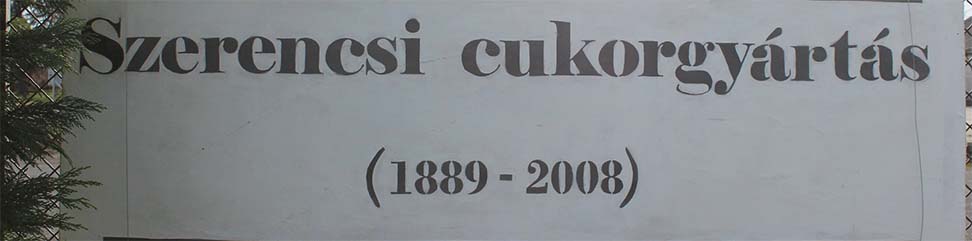 Szerencsi cukorgyártás
(1889 - 2008)